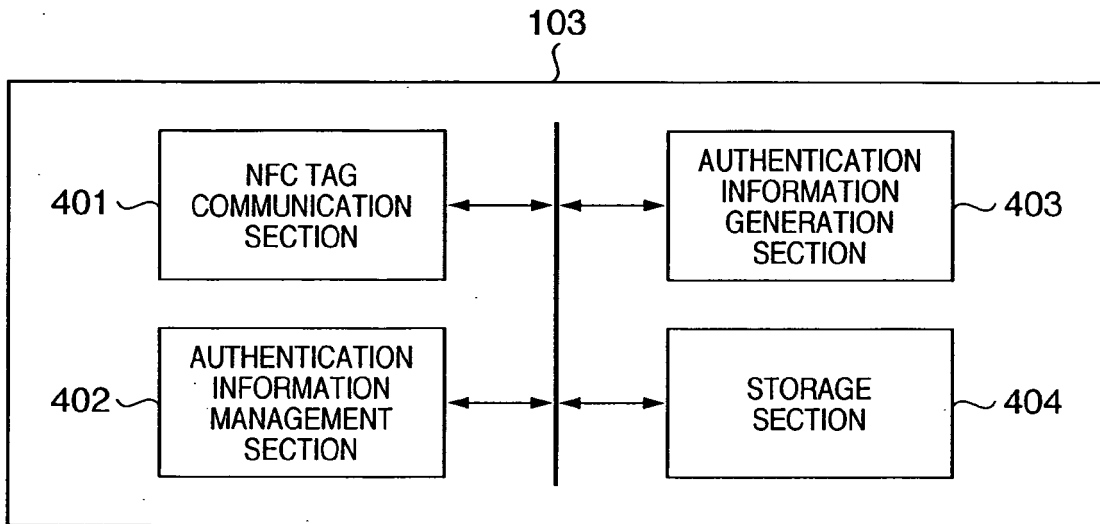 103
401
NFC TAG
COMMUNICATION
SECTION
AUTHENTICATION
INFORMATION
GENERATION
SECTION
403
402
AUTHENTICATION
INFORMATION
MANAGEMENT
SECTION
STORAGE
SECTION
404